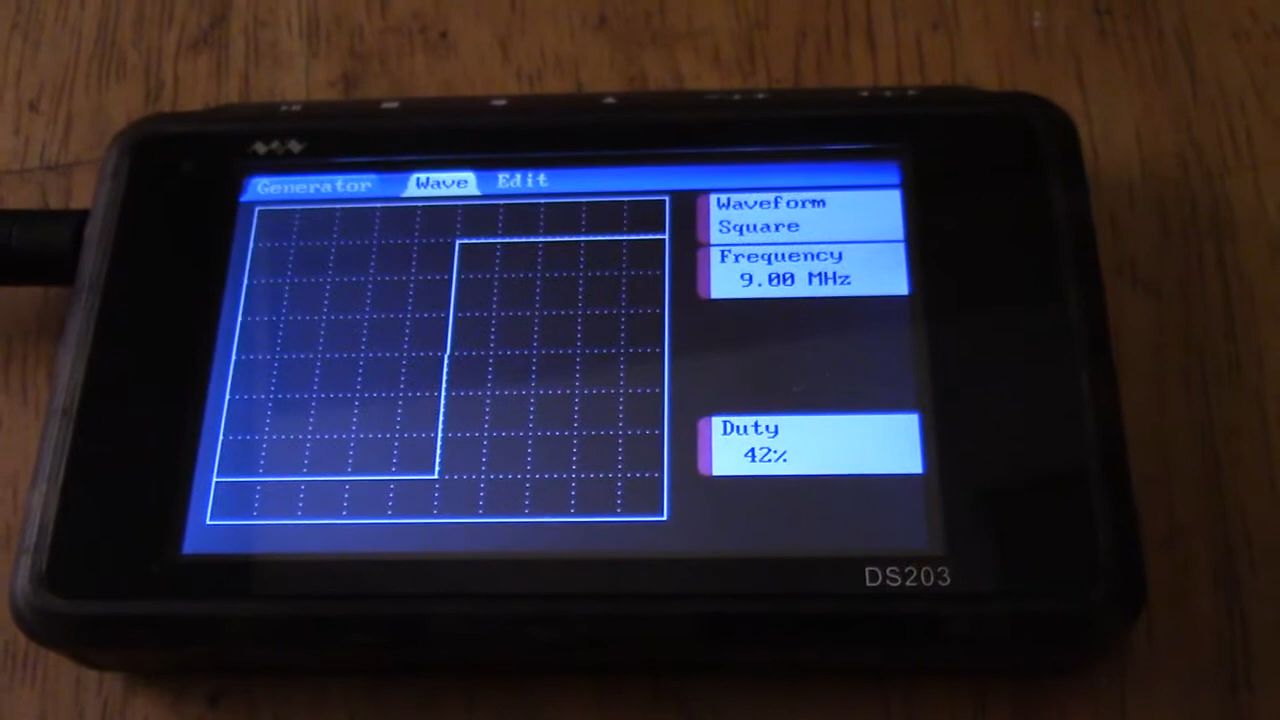 Generator Wave Edit
Waveform
Square
Frequency
9.00 MHz
Duty
42%
DS203